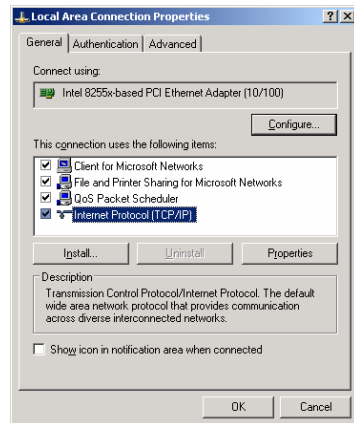 Local Area Connection Properties
General Authentication Advanced
Connect using:
Intel 8255x-based PCI Ethernet Adapter (10/100)
Configure...
This connection uses the following items:
Client for Microsoft Networks
File and Printer Sharing for Microsoft Networks
QoS Packet Scheduler
Internet Protocol (TCP/IP)
Install... Uninstall Properties
Description
Transmission Control Protocol/Internet Protocol. The default
wide area network protocol that provides communication
across diverse interconnected networks.
Show icon in notification area when connected
OK Cancel